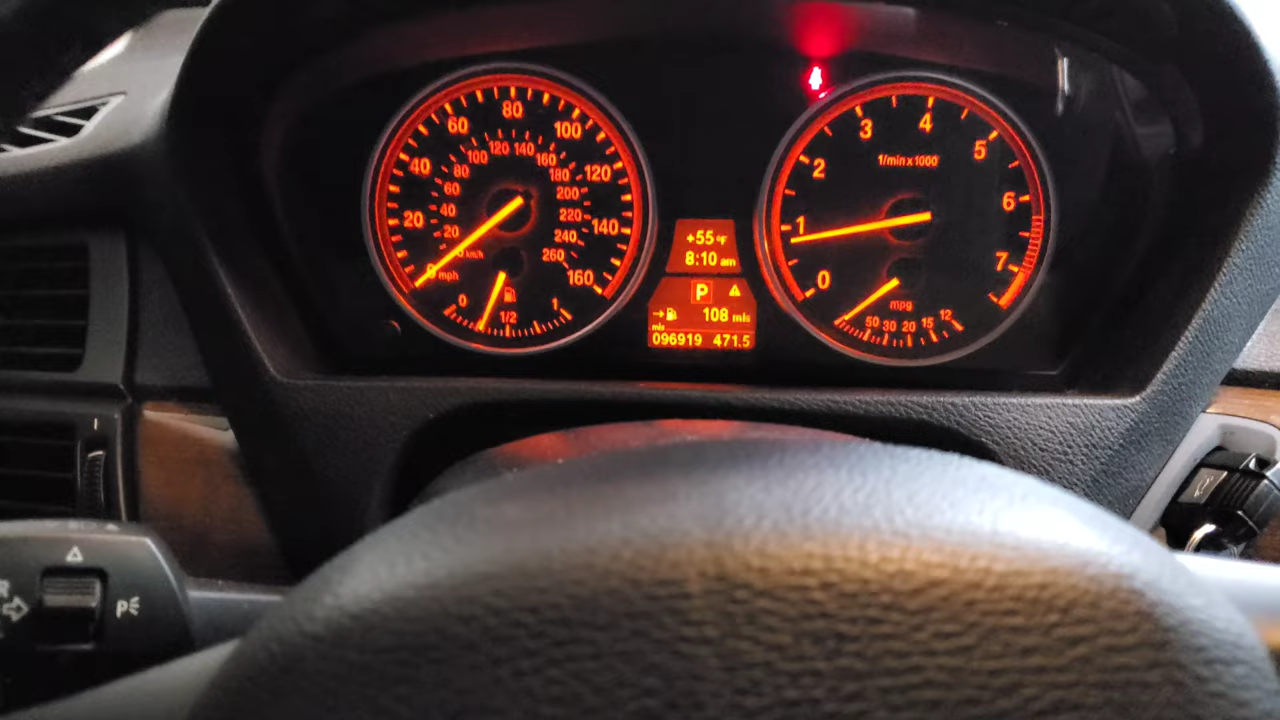 20 40 60 80 100 120 140 160
20 40 60 80 100 120 140 160 180 200 220 240 260
0 km/h
0 mph
0 1/2 1
+55 °F
8:10 am
P
108 mls
mls
096919 471.5
0 1 2 3 4 5 6 7
1/min x 1000
mpg
50 30 20 15 12
R
P